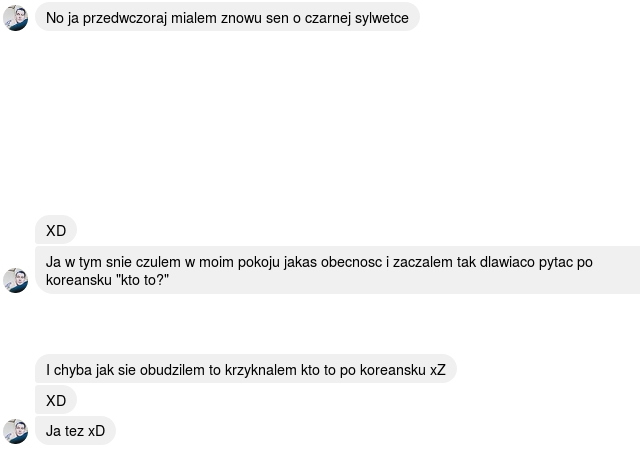 No ja przedwczoraj mialem znowu sen o czarnej sylwetce
XD
Ja w tym snie czulem w moim pokoju jakas obecnosc i zaczalem tak dlawiaco pytac po
koreansku "kto to?"
I chyba jak sie obudzilem to krzyknalem kto to po koreansku xZ
XD
Ja tez xD